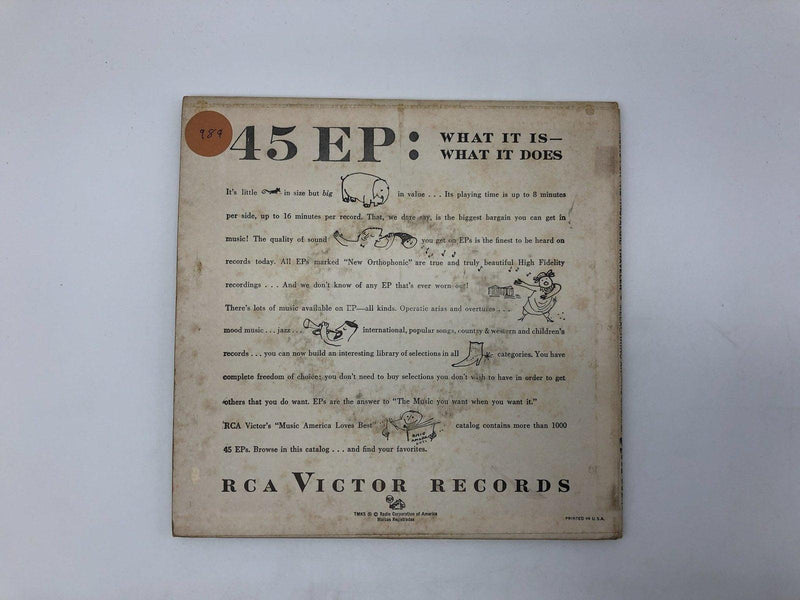 989
45 EP:
WHAT IT IS—
WHAT IT DOES
It's little in size but big in value . . . Its playing time is up to 8 minutes
per side, up to 16 minutes per record. That, we dare say, is the biggest bargain you can get in
music! The quality of sound you get on EPs is the finest to be heard on
records today. All EPs marked "New Orthophonic" are true and truly beautiful High Fidelity
recordings . . . And we don't know of any EP that's ever worn out!
There's lots of music available on EP—all kinds. Operatic arias and overtures . . .
mood music . . . jazz . . . international, popular songs, country & western and children's
records . . . you can now build an interesting library of selections in all categories. You have
complete freedom of choice; you don't need to buy selections you don't wish to have in order to get
others that you do want. EPs are the answer to "The Music you want when you want it."
RCA Victor's "Music America Loves Best" catalog contains more than 1000
45 EPs. Browse in this catalog . . . and find your favorites.
RCA VICTOR RECORDS
TMKS ® © Radio Corporation of America
Marcas Registradas
PRINTED IN U.S.A.